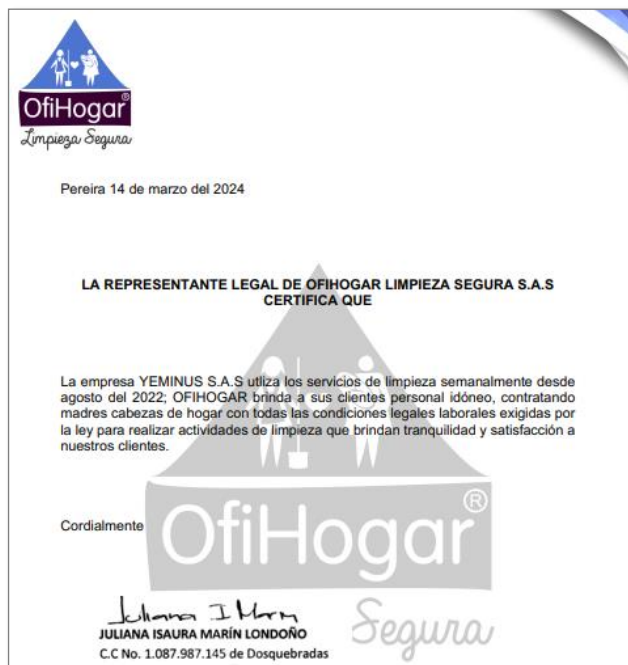 OfiHogar®
Limpieza Segura
Pereira 14 de marzo del 2024
LA REPRESENTANTE LEGAL DE OFIHOGAR LIMPIEZA SEGURA S.A.S
CERTIFICA QUE
La empresa YEMINUS S.A.S utliza los servicios de limpieza semanalmente desde
agosto del 2022; OFIHOGAR brinda a sus clientes personal idóneo, contratando
madres cabezas de hogar con todas las condiciones legales laborales exigidas por
la ley para realizar actividades de limpieza que brindan tranquilidad y satisfacción a
nuestros clientes.
Cordialmente
OfiHogar®
Segura
Juliana I Marín
JULIANA ISAURA MARÍN LONDOÑO
C.C No. 1.087.987.145 de Dosquebradas